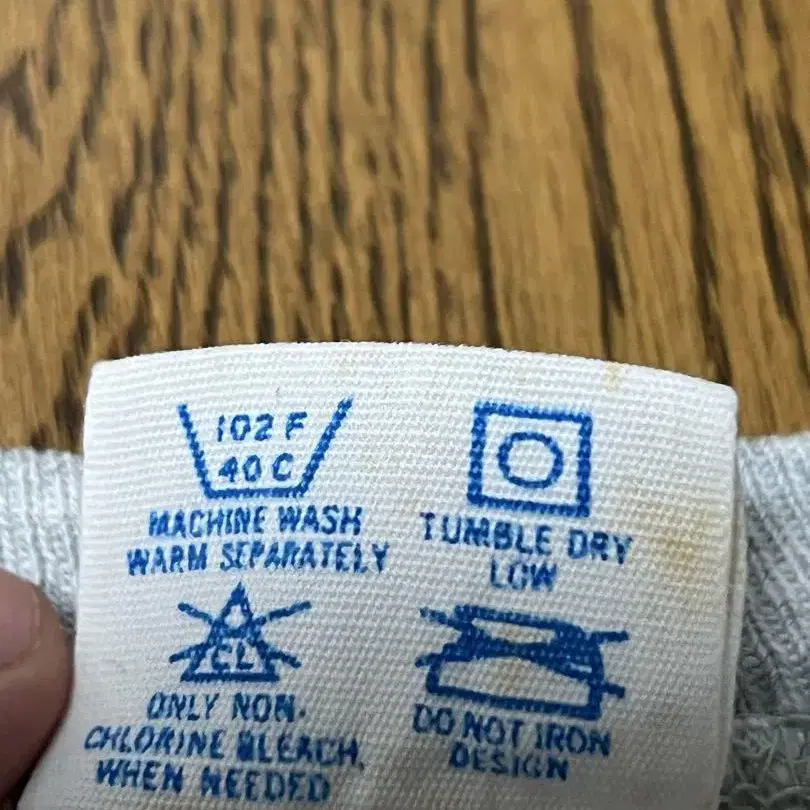 102 F
40 C
MACHINE WASH
WARM SEPARATELY
TUMBLE DRY
LOW
CL
ONLY NON-
CHLORINE BLEACH,
WHEN NEEDED
DO NOT IRON
DESIGN